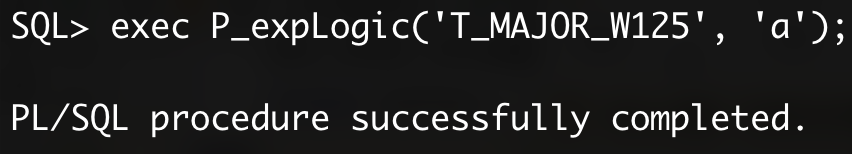 SQL> exec P_expLogic('T_MAJOR_W125', 'a');
PL/SQL procedure successfully completed.